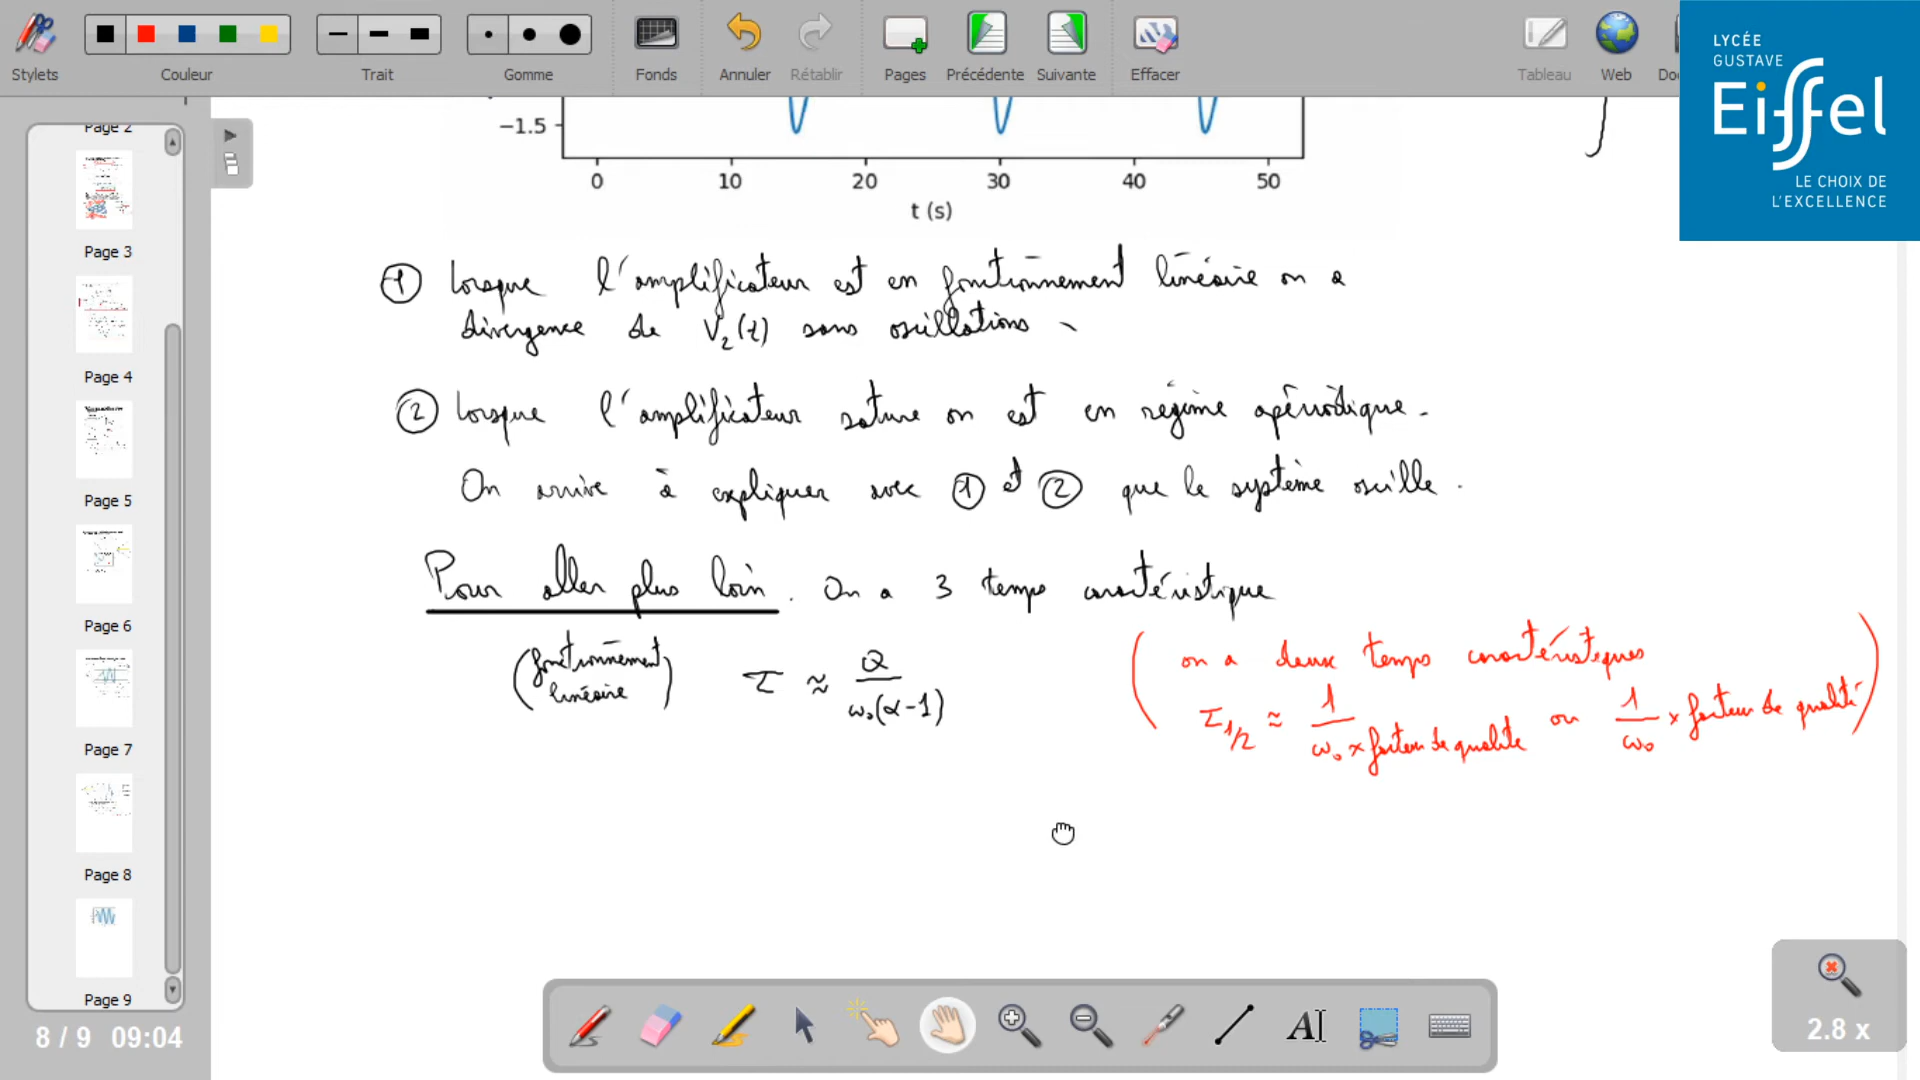 Stylets
Couleur
Trait
Gomme
Fonds
Annuler
Rétablir
Pages
Précédente
Suivante
Effacer
Tableau
Web
LYCÉE
GUSTAVE
Eiffel
LE CHOIX DE
L'EXCELLENCE
Page 2
Page 3
Page 4
Page 5
Page 6
Page 7
Page 8
Page 9
8 / 9 09:04
−1.5
0 10 20 30 40 50
t (s)
① Lorsque l'amplificateur est en fonctionnement linéaire on a
divergence de V₂(t) sans oscillations
② Lorsque l'amplificateur sature on est en régime apériodique.
On arrive à expliquer avec ① et ② que le système oscille.
Pour aller plus loin. On a 3 temps caractéristique
(fonctionnement linéaire) τ ≈ Q / ω₀(α-1)
(on a deux temps caractéristiques
τ1/2 ≈ 1 / ω₀ × facteur de qualité ou 1/ω₀ × facteur de qualité)
2.8 x